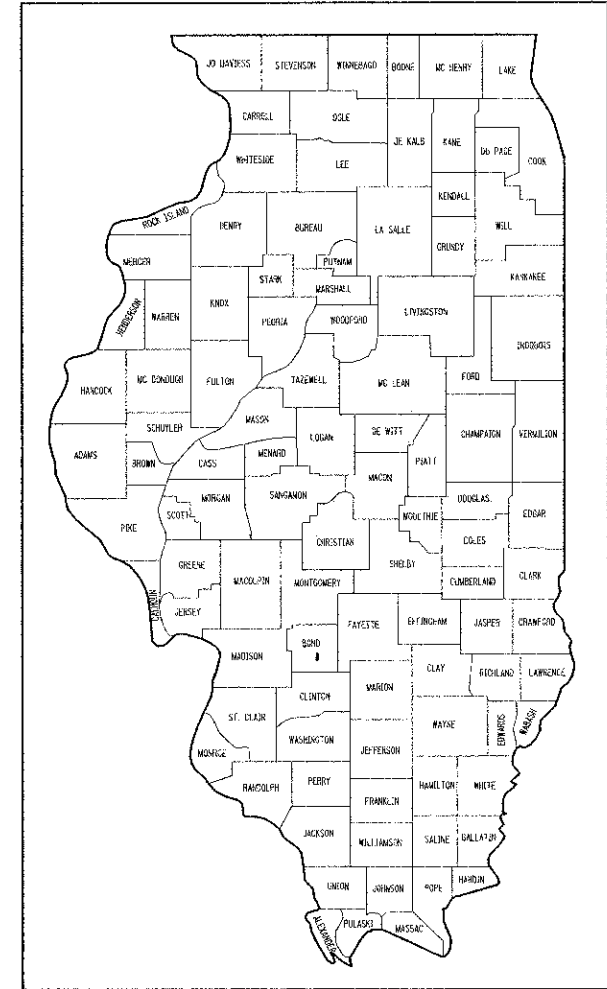 JO DAVIESS
STEVENSON
WINNEBAGO
BOONE
MC HENRY
LAKE
CARRELL
OGLE
DE KALB
KANE
DU PAGE
COOK
WHITESIDE
LEE
KENDALL
ROCK ISLAND
HENRY
BUREAU
LA SALLE
WILL
GRUNDY
MERCER
PUTNAM
KANKAKEE
STARK
MARSHALL
HENDERSON
WARREN
KNOX
PEORIA
WOODFORD
LIVINGSTON
HANCOCK
MC DONOUGH
FULTON
TAZEWELL
MC LEAN
FORD
MASON
SCHUYLER
LOGAN
DE WITT
CHAMPATON
VERMILION
ADAMS
BROWN
CASS
MENARD
PIATT
MACON
MORGAN
SANGAMON
DOUGLAS
PIKE
SCOTT
MOULTRIE
EDGAR
CHRISTIAN
COLES
GREENE
MACOUPIN
MONTGOMERY
SHELBY
CUMBERLAND
CLARK
CALHOUN
JERSEY
FAYETTE
EFFINGHAM
JASPER
CRAWFORD
MADISON
BOND
CLAY
RICHLAND
LAWRENCE
MARION
CLINTON
ST. CLAIR
WAYNE
EDWARDS
WABASH
WASHINGTON
JEFFERSON
MONROE
RANDOLPH
PERRY
HAMILTON
WHITE
FRANKLIN
JACKSON
WILLIAMSON
SALINE
GALLATIN
UNION
JOHNSON
POPE
HARDIN
ALEXANDER
PULASKI
MASSAC